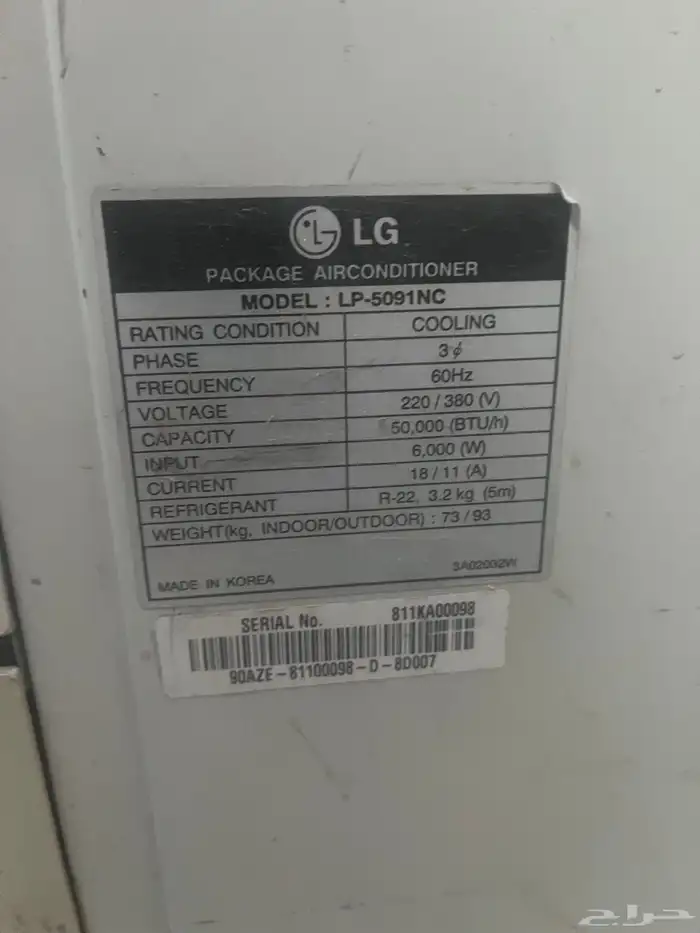 LG
PACKAGE AIRCONDITIONER
MODEL : LP-5091NC
RATING CONDITION COOLING
PHASE 3ϕ
FREQUENCY 60Hz
VOLTAGE 220 / 380 (V)
CAPACITY 50,000 (BTU/h)
INPUT 6,000 (W)
CURRENT 18 / 11 (A)
REFRIGERANT R-22, 3.2 kg (5m)
WEIGHT(kg, INDOOR/OUTDOOR) : 73 / 93
MADE IN KOREA 3A02002W
SERIAL No. 811KA00098
90AZE-81100098-D-8D007
حراج